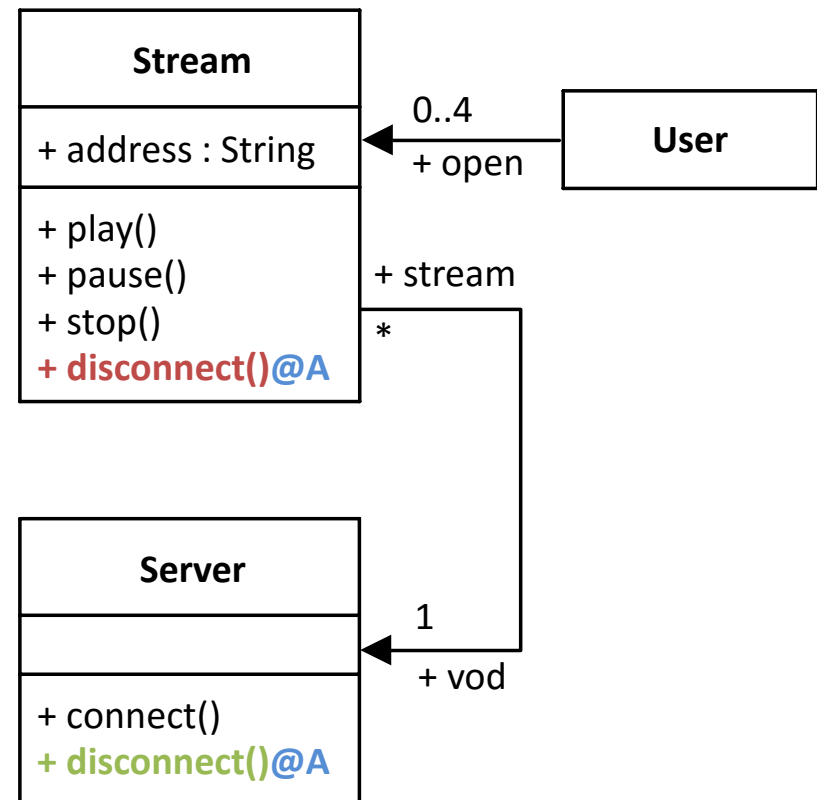 Stream
+ address : String
+ play()
+ pause()
+ stop()
+ disconnect()@A
0..4
+ open
User
+ stream
*
Server
+ connect()
+ disconnect()@A
1
+ vod